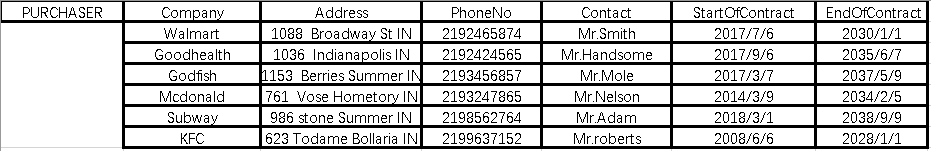 PURCHASER Company Address PhoneNo Contact StartOfContract EndOfContract
Walmart 1088 Broadway St IN 2192465874 Mr.Smith 2017/7/6 2030/1/1
Goodhealth 1036 Indianapolis IN 2192424565 Mr.Handsome 2017/9/6 2035/6/7
Godfish 1153 Berries Summer IN 2193456857 Mr.Mole 2017/3/7 2037/5/9
Mcdonald 761 Vose Hometory IN 2193247865 Mr.Nelson 2014/3/9 2034/2/5
Subway 986 stone Summer IN 2198562764 Mr.Adam 2018/3/1 2038/9/9
KFC 623 Todame Bollaria IN 2199637152 Mr.roberts 2008/6/6 2028/1/1